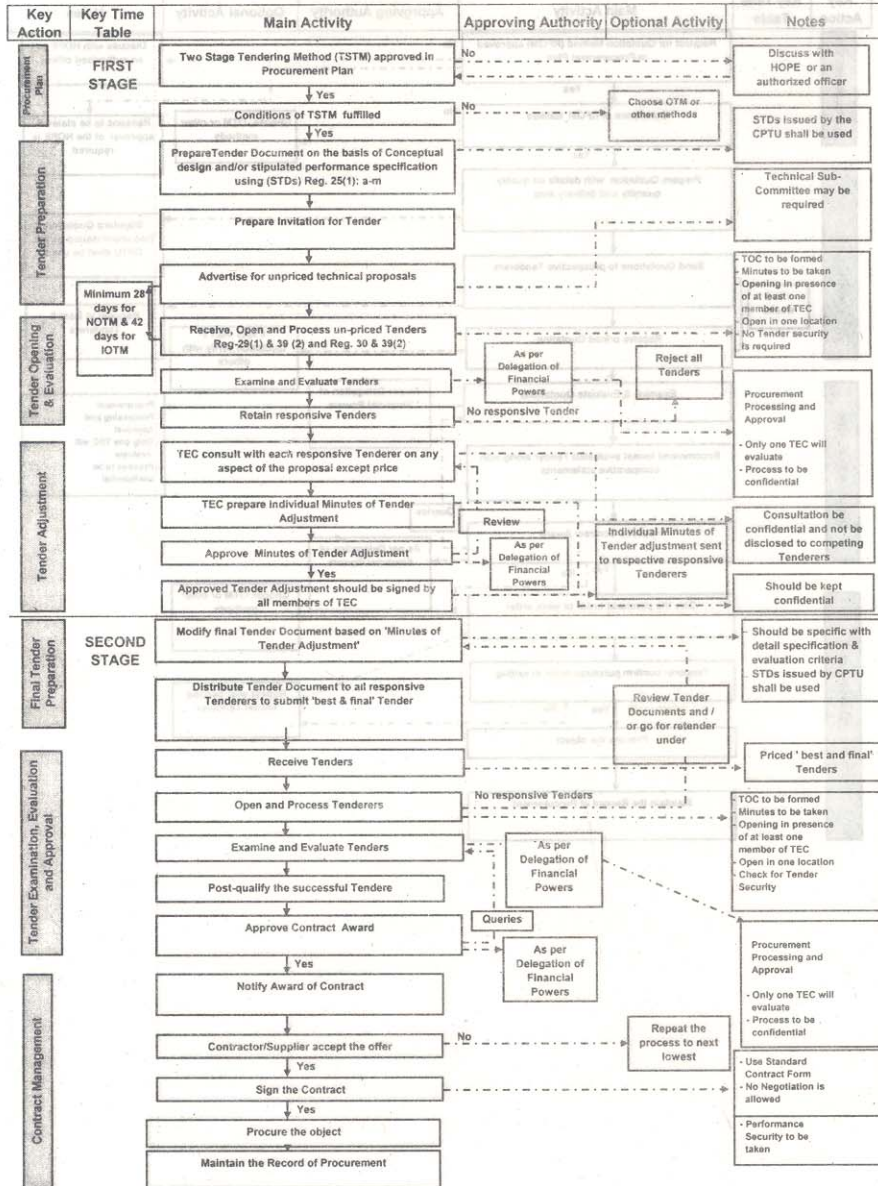 Key
Action
Key Time
Table
Main Activity
Approving Authority
Optional Activity
Notes
Procurement
Plan
FIRST
STAGE
Two Stage Tendering Method (TSTM) approved in
Procurement Plan
No
Discuss with
HOPE or an
authorized officer
Yes
Conditions of TSTM fulfilled
No
Choose OTM or
other methods
STDs issued by the
CPTU shall be used
Yes
Tender Preparation
PrepareTender Document on the basis of Conceptual
design and/or stipulated performance specification
using (STDs) Reg. 25(1): a-m
Technical Sub-
Committee may be
required
Prepare Invitation for Tender
Advertise for unpriced technical proposals
- TOC to be formed
- Minutes to be taken
- Opening in presence
of at least one
member of TEC
- Open in one location
- No Tender security
is required
Minimum 28
days for
NOTM & 42
days for
IOTM
Tender Opening
& Evaluation
Receive, Open and Process un-priced Tenders
Reg-29(1) & 39 (2) and Reg. 30 & 39(2)
Examine and Evaluate Tenders
As per
Delegation of
Financial
Powers
Reject all
Tenders
Retain responsive Tenders
No responsive Tender
Procurement
Processing and
Approval
- Only one TEC will
evaluate
- Process to be
confidential
Tender Adjustment
TEC consult with each responsive Tenderer on any
aspect of the proposal except price
TEC prepare individual Minutes of Tender
Adjustment
Review
Individual Minutes of
Tender adjustment sent
to respective responsive
Tenderers
Consultation be
confidential and not be
disclosed to competing
Tenderers
Approve Minutes of Tender Adjustment
As per
Delegation of
Financial
Powers
Yes
Approved Tender Adjustment should be signed by
all members of TEC
Should be kept
confidential
Final Tender
Preparation
SECOND
STAGE
Modify final Tender Document based on 'Minutes of
Tender Adjustment'
- Should be specific with
detail specification &
evaluation criteria
- STDs issued by CPTU
shall be used
Distribute Tender Document to all responsive
Tenderers to submit 'best & final' Tender
Review Tender
Documents and /
or go for retender
under
Tender Examination, Evaluation
and Approval
Receive Tenders
Priced ' best and final'
Tenders
Open and Process Tenderers
No responsive Tenders
- TOC to be formed
- Minutes to be taken
- Opening in presence
of at least one
member of TEC
- Open in one location
- Check for Tender
Security
Examine and Evaluate Tenders
As per
Delegation of
Financial
Powers
Post-qualify the successful Tendere
Queries
Approve Contract Award
As per
Delegation of
Financial
Powers
Yes
Procurement
Processing and
Approval
- Only one TEC will
evaluate
- Process to be
confidential
Contract Management
Notify Award of Contract
Contractor/Supplier accept the offer
No
Repeat the
process to next
lowest
Yes
Sign the Contract
- Use Standard
Contract Form
- No Negotiation is
allowed
Yes
Procure the object
- Performance
Security to be
taken
Maintain the Record of Procurement